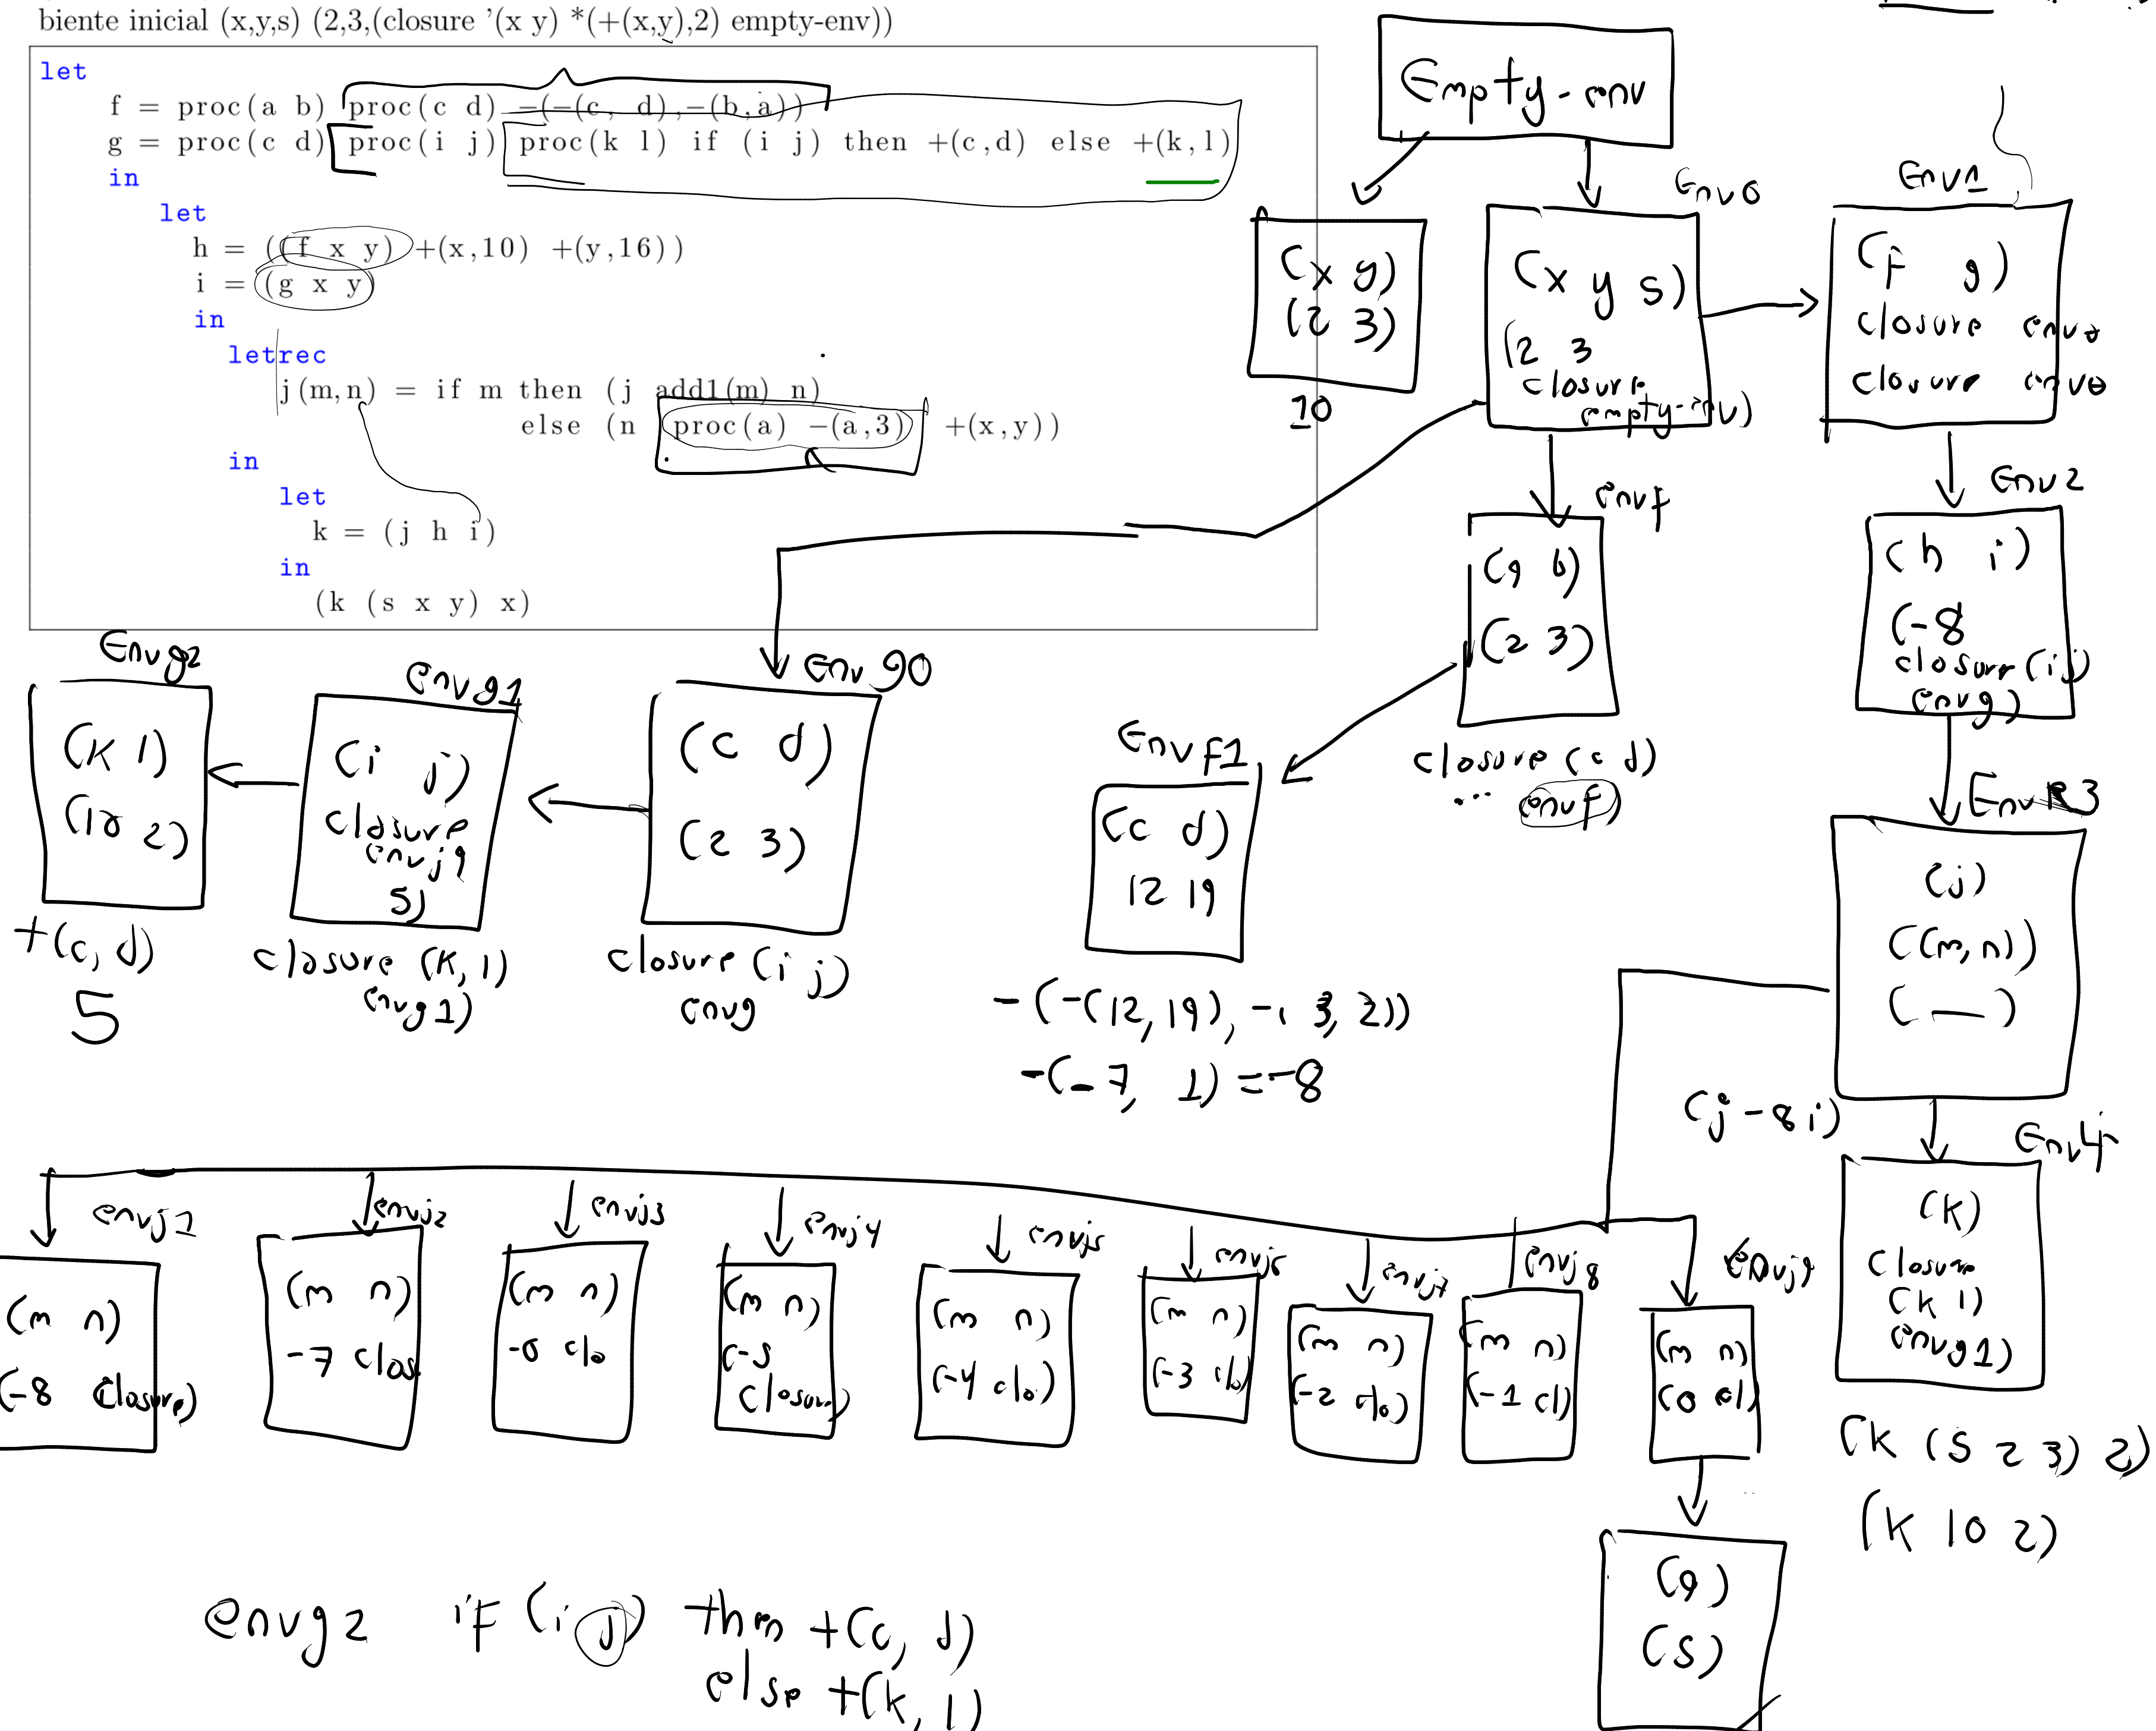 biente inicial (x,y,s) (2,3,(closure ’(x y) *(+(x,y),2) empty-env))
let
f = proc(a b) proc(c d) −(−(c, d),−(b,a))
g = proc(c d) proc(i j) proc(k l) if (i j) then +(c,d) else +(k,l)
in
let
h = ((f x y) +(x,10) +(y,16))
i = (g x y)
in
letrec
j(m,n) = if m then (j add1(m) n)
else (n proc(a) −(a,3) +(x,y))
in
let
k = (j h i)
in
(k (s x y) x)
Empty-env
(x y)
(2 3)
10
Env0
(x y s)
(2 3
closure
empty-env)
Env1
(f g)
closure env0
closure env0
envf
(a b)
(2 3)
closure (c d)
... envf)
Env2
(h i)
(-8
closure (i j)
envg)
Envg2
(k l)
(10 2)
+(c, d)
5
envg1
(i j)
closure
envj9
5)
closure (k, l)
envg1)
Env g0
(c d)
(2 3)
closure (i j)
envg
Envf1
(c d)
12 19
-(-(12, 19), -( 3, 2))
-(-7, 1) = -8
Env 3
(j)
((m,n))
( — )
(j -8 i)
Env4
(k)
closure
(k l)
envg1)
(k (s 2 3) 2)
(k 10 2)
envj1
(m n)
(-8 closure)
envj2
(m n)
-7 clos
envj3
(m n)
-6 clo
envj4
(m n)
(-5
closure)
envj5
(m n)
(-4 clo)
envj6
(m n)
(-3 clo)
envj7
(m n)
(-2 clo)
envj8
(m n)
(-1 cl)
envj9
(m n)
(0 cl)
(a)
(5)
envg2 if (i j) then +(c, d)
else +(k, l)